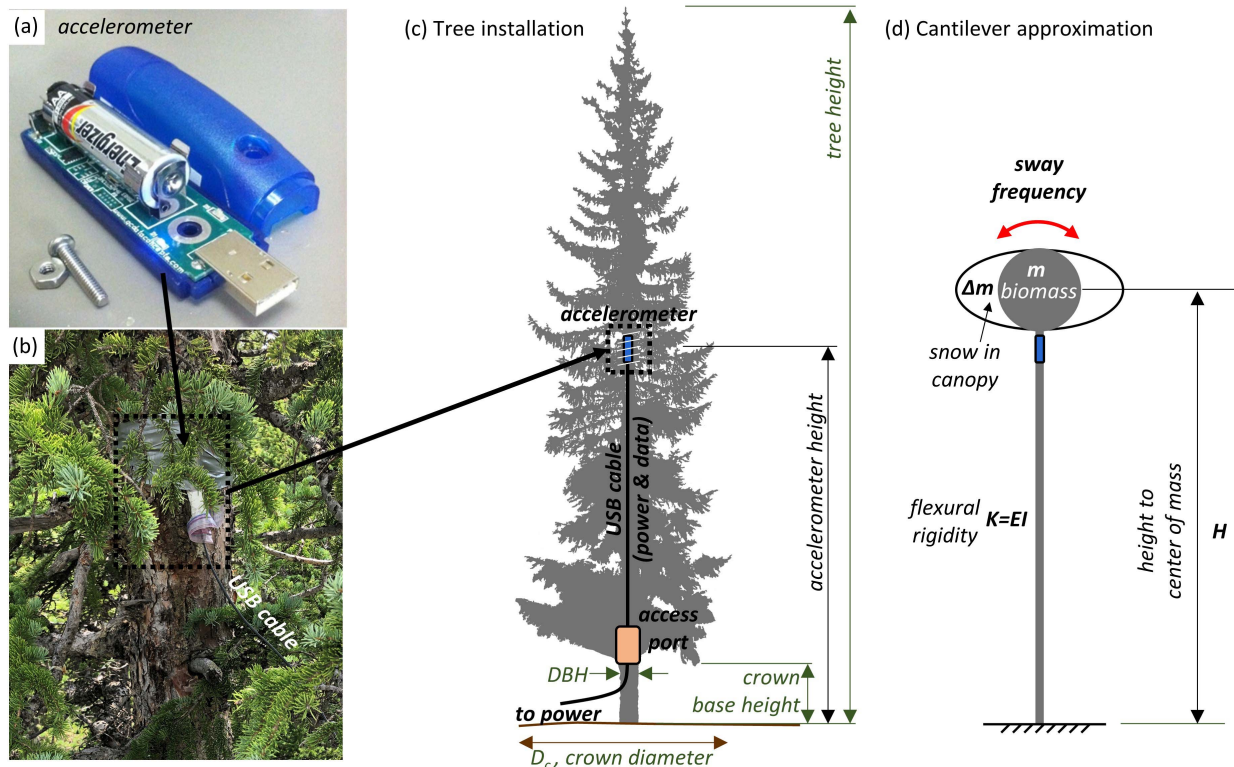 (a)
accelerometer
Energizer
AA
(b)
USB cable
(c) Tree installation
tree height
accelerometer
accelerometer height
USB cable
(power & data)
access
port
DBH
crown
base height
to power
D_c, crown diameter
(d) Cantilever approximation
sway
frequency
m
Δm
biomass
snow in
canopy
flexural
rigidity
K=EI
height to
center of mass
H